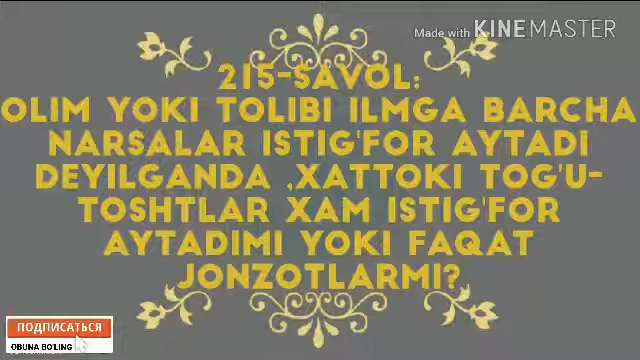 Made with KINEMASTER
215-SAVOL:
OLIM YOKI TOLIBI ILMGA BARCHA
NARSALAR ISTIG'FOR AYTADI
DEYILGANDA ,XATTOKI TOG'U-
TOSHTLAR XAM ISTIG'FOR
AYTADIMI YOKI FAQAT
JONZOTLARMI?
ПОДПИСАТЬСЯ
OBUNA BO'LING